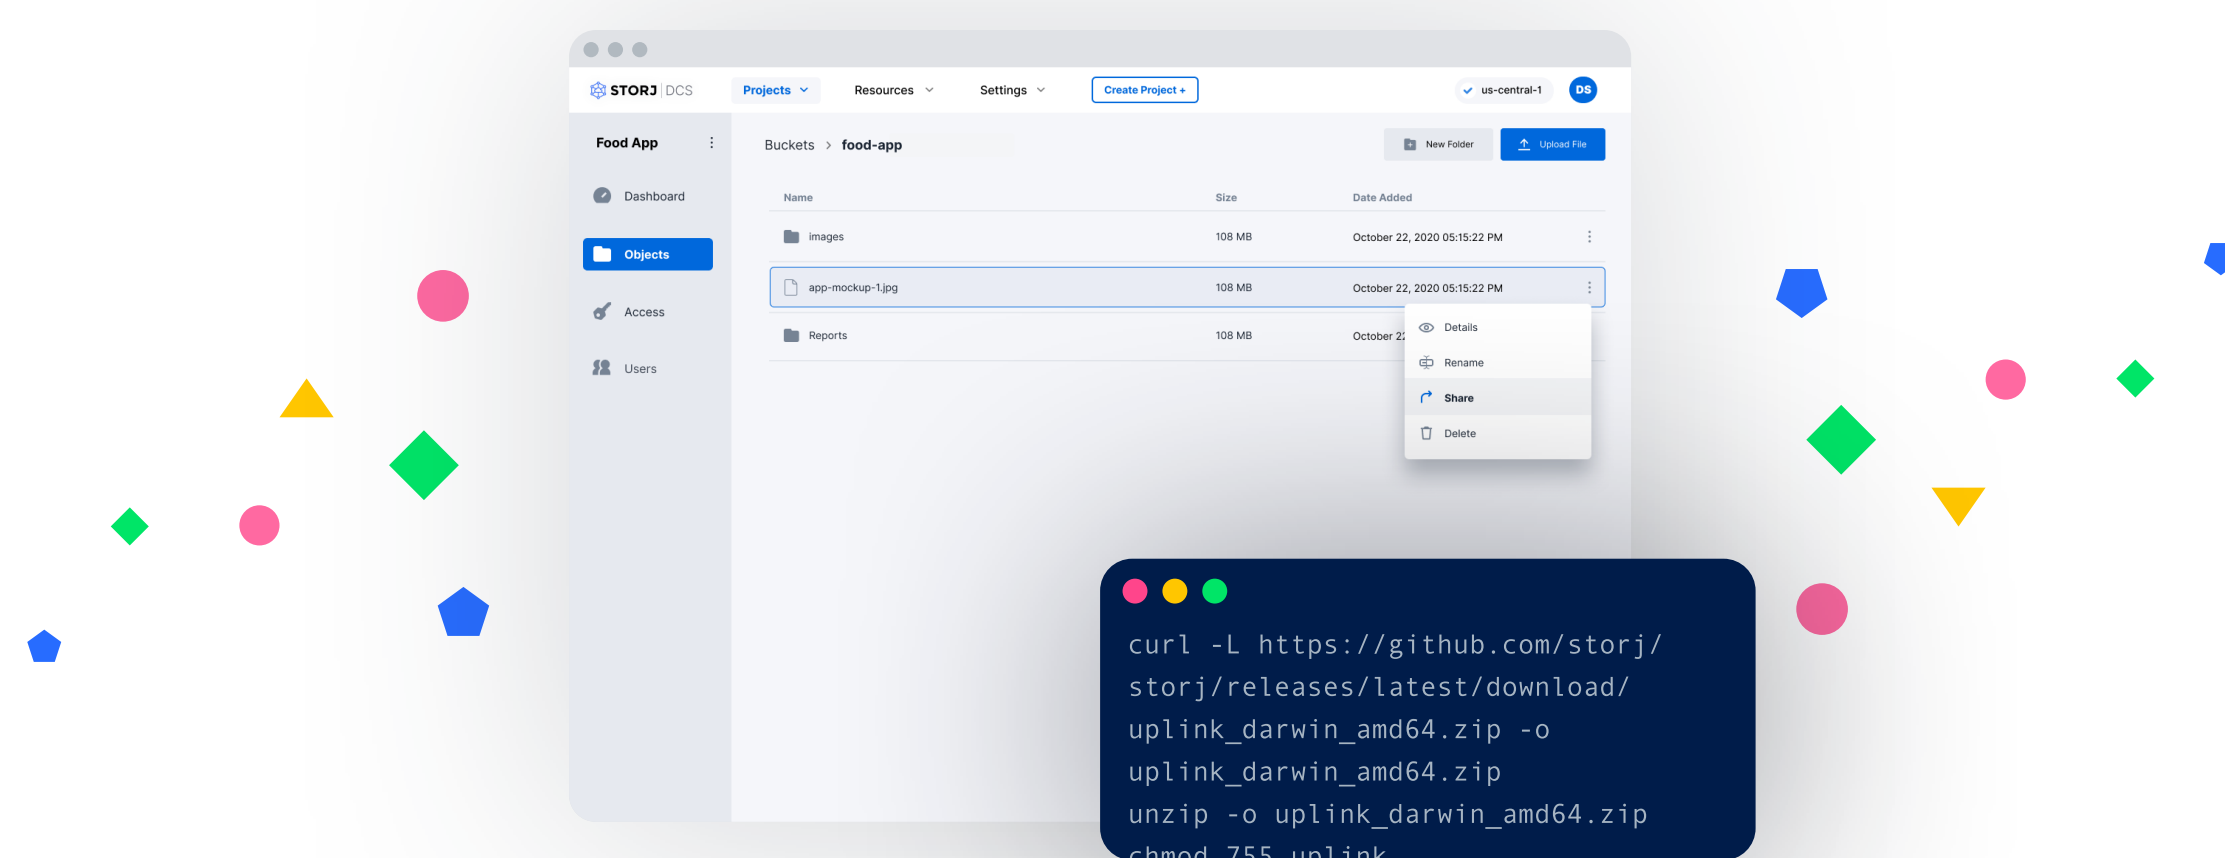 STORJ DCS
Projects
Resources
Settings
Create Project +
us-central-1
DS
Food App
Dashboard
Objects
Access
Users
Buckets > food-app
New Folder
Upload File
Name Size Date Added
images 108 MB October 22, 2020 05:15:22 PM
app-mockup-1.jpg 108 MB October 22, 2020 05:15:22 PM
Reports 108 MB October 22
Details
Rename
Share
Delete
curl -L https://github.com/storj/
storj/releases/latest/download/
uplink_darwin_amd64.zip -o
uplink_darwin_amd64.zip
unzip -o uplink_darwin_amd64.zip
chmod 755 uplink